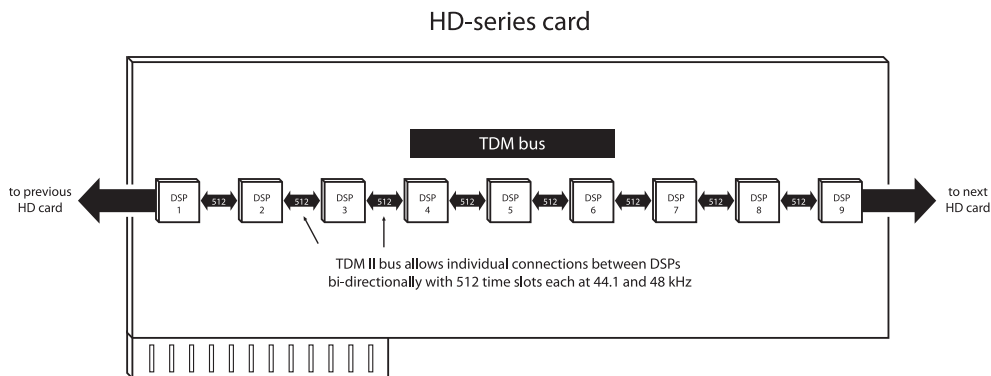 HD-series card
TDM bus
to previous
HD card
DSP
1
512
DSP
2
512
DSP
3
512
DSP
4
512
DSP
5
512
DSP
6
512
DSP
7
512
DSP
8
512
DSP
9
to next
HD card
TDM II bus allows individual connections between DSPs
bi-directionally with 512 time slots each at 44.1 and 48 kHz